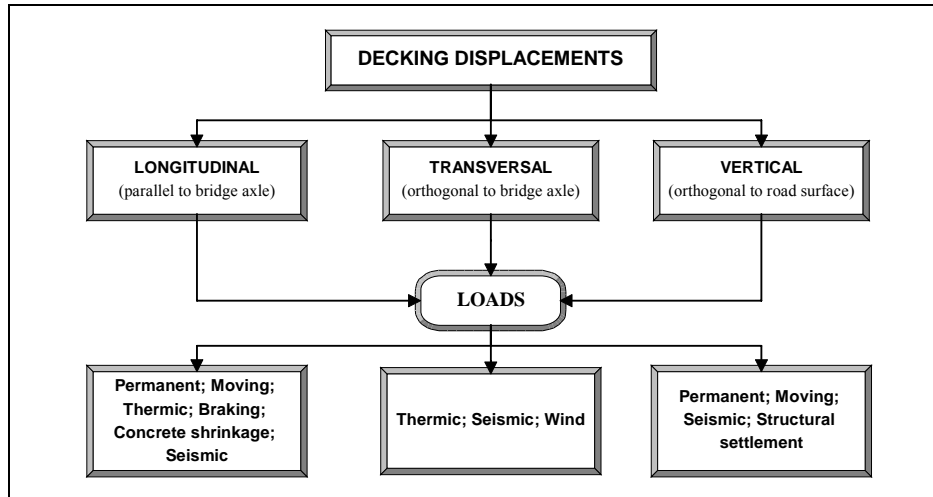 DECKING DISPLACEMENTS
LONGITUDINAL
(parallel to bridge axle)
TRANSVERSAL
(orthogonal to bridge axle)
VERTICAL
(orthogonal to road surface)
LOADS
Permanent; Moving;
Thermic; Braking;
Concrete shrinkage;
Seismic
Thermic; Seismic; Wind
Permanent; Moving;
Seismic; Structural
settlement